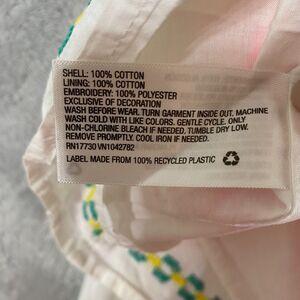 SHELL: 100% COTTON
LINING: 100% COTTON
EMBROIDERY: 100% POLYESTER
EXCLUSIVE OF DECORATION
WASH BEFORE WEAR. TURN GARMENT INSIDE OUT. MACHINE
WASH COLD WITH LIKE COLORS. GENTLE CYCLE. ONLY
NON-CHLORINE BLEACH IF NEEDED. TUMBLE DRY LOW.
REMOVE PROMPTLY. COOL IRON IF NEEDED.
RN17730 VN1042782
LABEL MADE FROM 100% RECYCLED PLASTIC